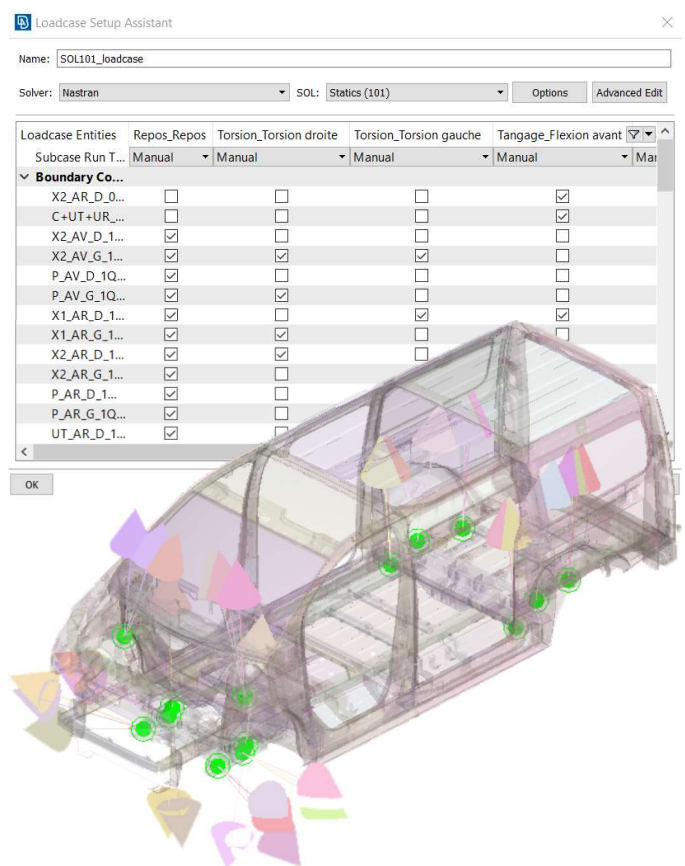 Loadcase Setup Assistant
Name: SOL101_loadcase
Solver: Nastran SOL: Statics (101) Options Advanced Edit
Loadcase Entities Repos_Repos Torsion_Torsion droite Torsion_Torsion gauche Tangage_Flexion avant
Subcase Run T... Manual Manual Manual Manual Mar
Boundary Co...
X2_AR_D_0...
C+UT+UR_...
X2_AV_D_1...
X2_AV_G_1...
P_AV_D_1Q...
P_AV_G_1Q...
X1_AR_D_1...
X1_AR_G_1...
X2_AR_D_1...
X2_AR_G_1...
P_AR_D_1...
P_AR_G_1Q...
UT_AR_D_1...
OK